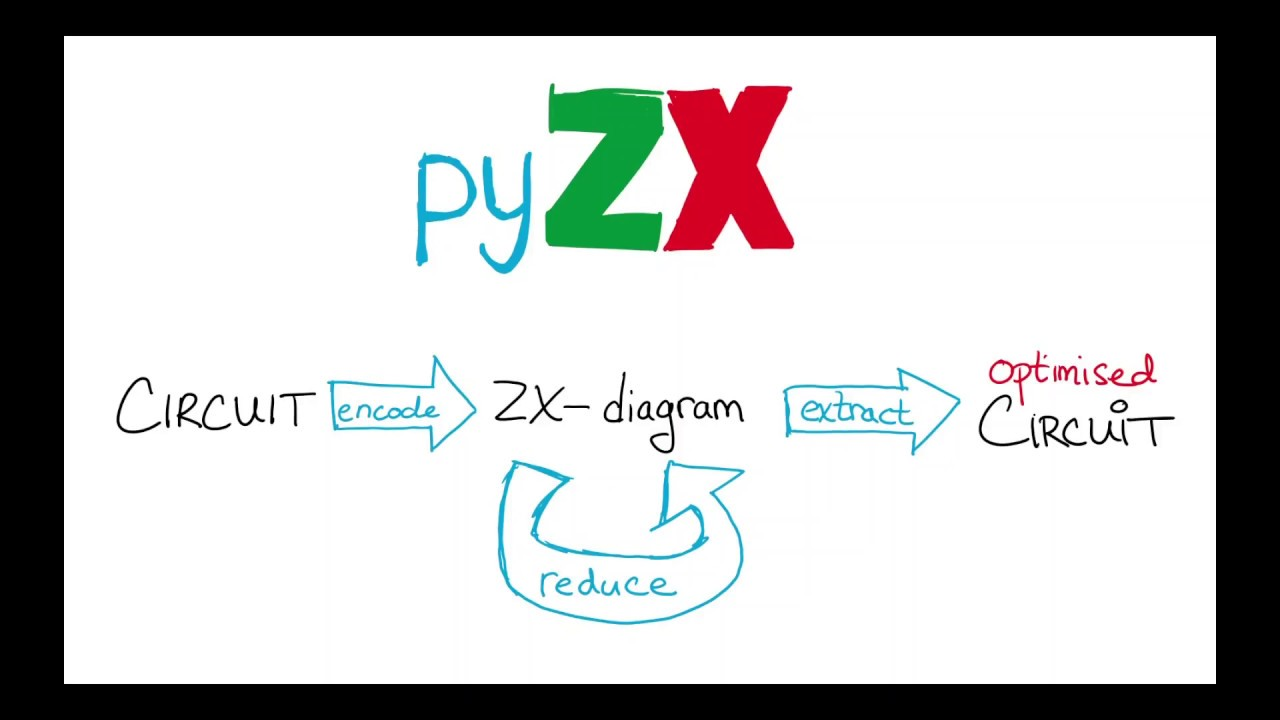 pyZX
CIRCUIT encode ZX-diagram extract optimised CIRCUIT
reduce